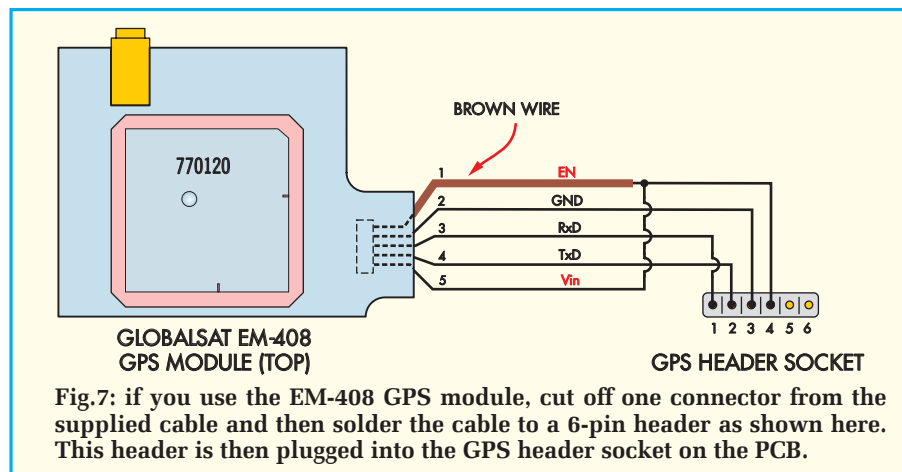 BROWN WIRE
770120
1 EN
2 GND
3 RxD
4 TxD
5 Vin
1 2 3 4 5 6
GLOBALSAT EM-408
GPS MODULE (TOP)
GPS HEADER SOCKET
Fig.7: if you use the EM-408 GPS module, cut off one connector from the
supplied cable and then solder the cable to a 6-pin header as shown here.
This header is then plugged into the GPS header socket on the PCB.